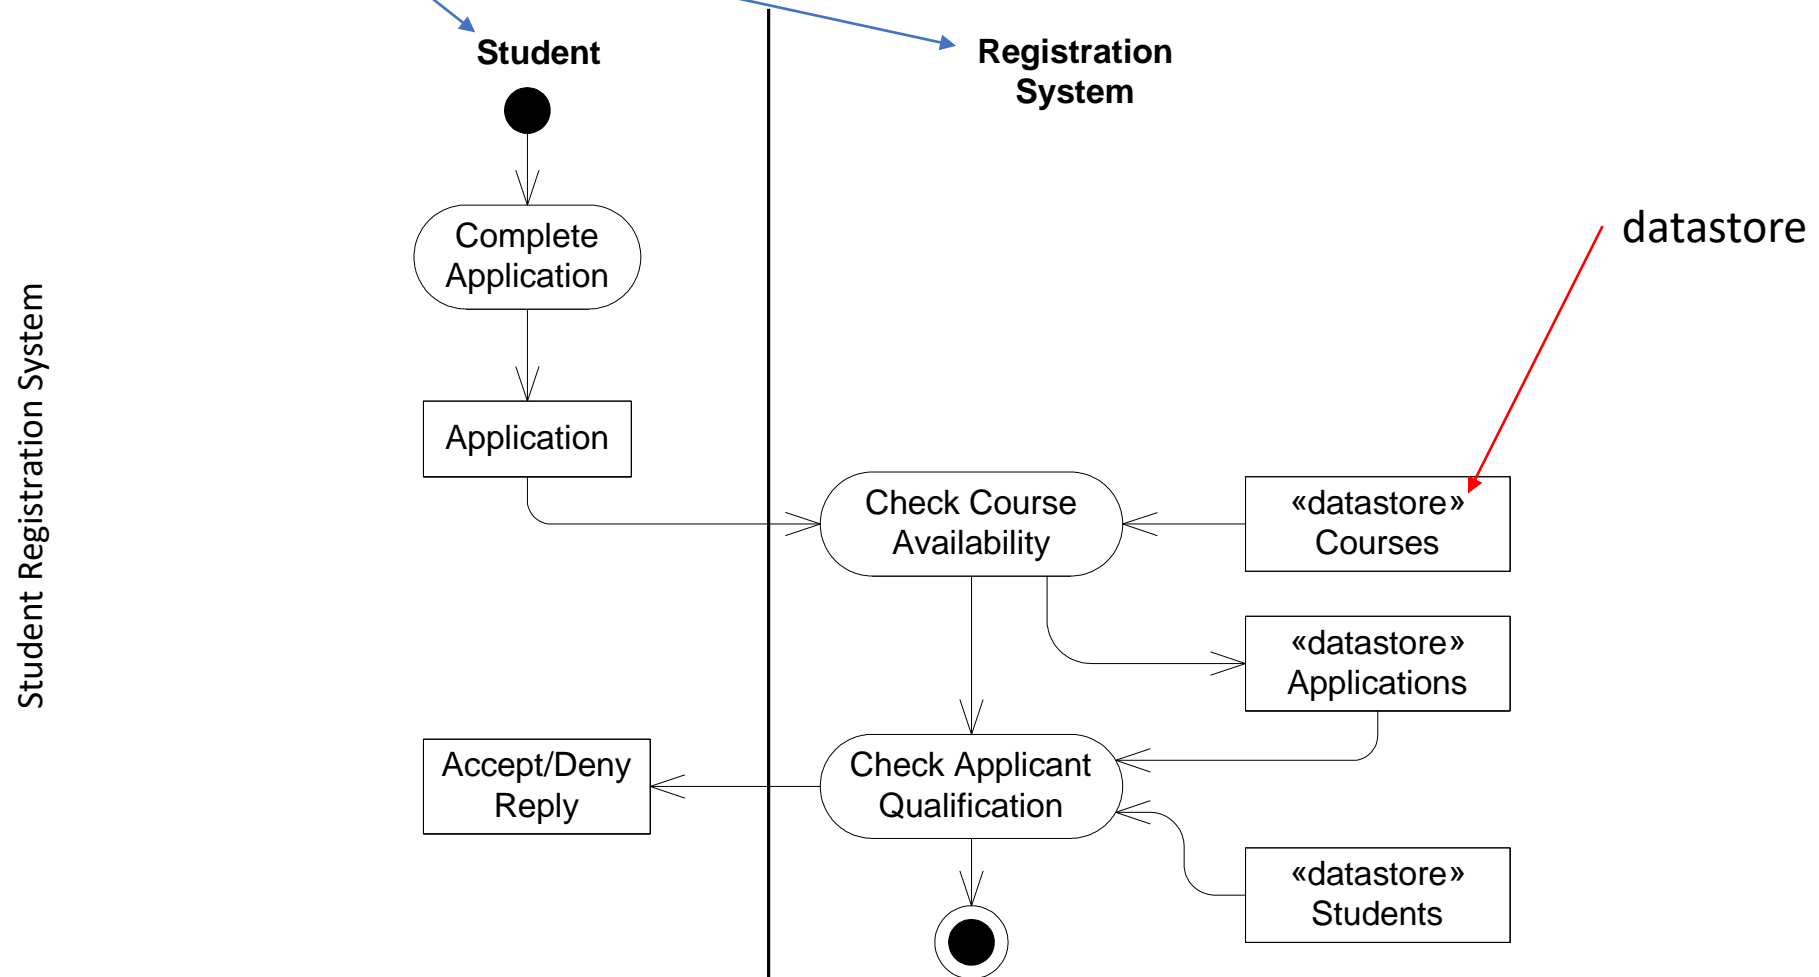 Student
Registration
System
Complete
Application
datastore
Student Registration System
Application
Check Course
Availability
«datastore»
Courses
«datastore»
Applications
Accept/Deny
Reply
Check Applicant
Qualification
«datastore»
Students